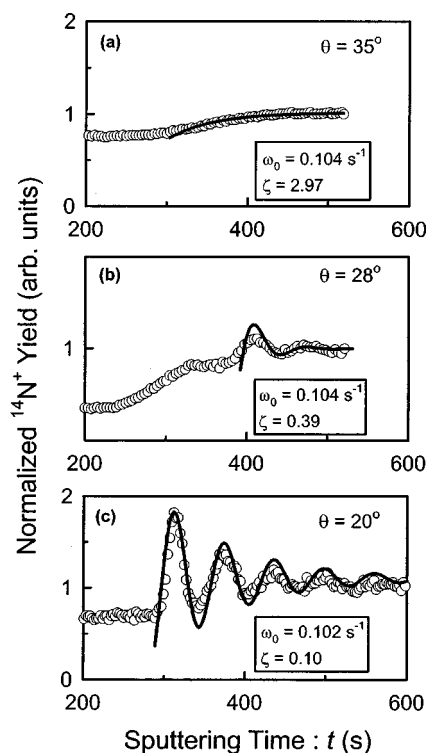 Normalized ¹⁴N⁺ Yield (arb. units)
(a)
θ = 35°
2
1
0
ω₀ = 0.104 s⁻¹
ζ = 2.97
200
400
600
(b)
θ = 28°
1
ω₀ = 0.104 s⁻¹
ζ = 0.39
200
400
600
(c)
θ = 20°
2
1
0
ω₀ = 0.102 s⁻¹
ζ = 0.10
200
400
600
Sputtering Time : t (s)